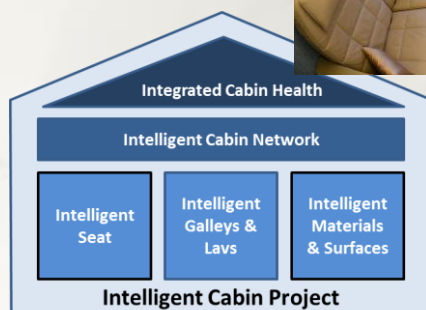 Integrated Cabin Health
Intelligent Cabin Network
Intelligent
Seat
Intelligent
Galleys &
Lavs
Intelligent
Materials
& Surfaces
Intelligent Cabin Project